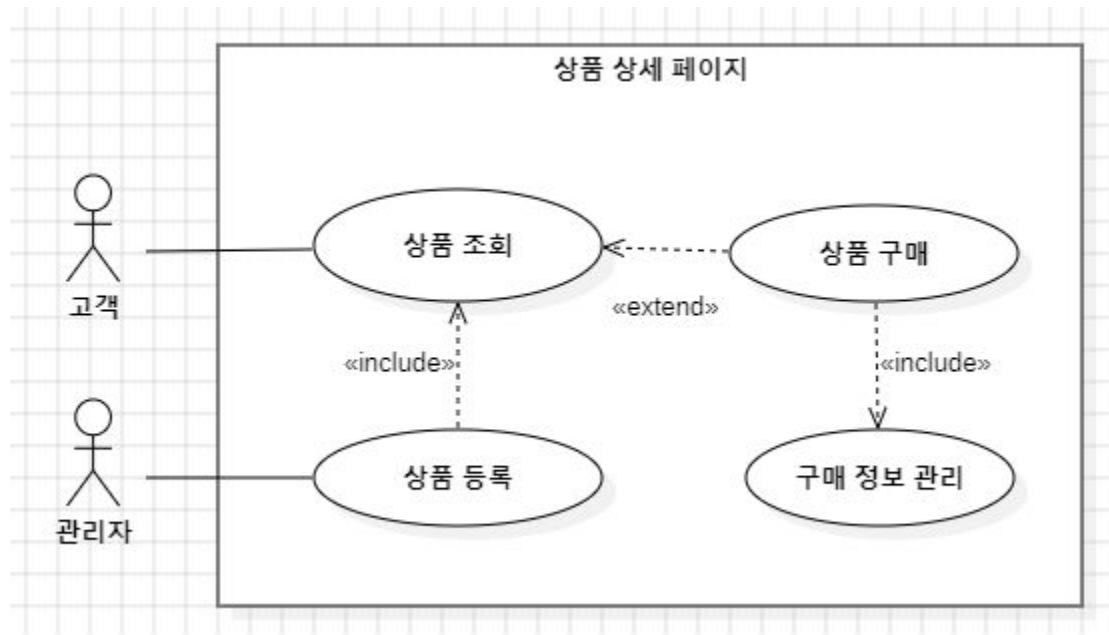 상품 상세 페이지
상품 조회
상품 구매
고객
«extend»
«include»
«include»
상품 등록
구매 정보 관리
관리자